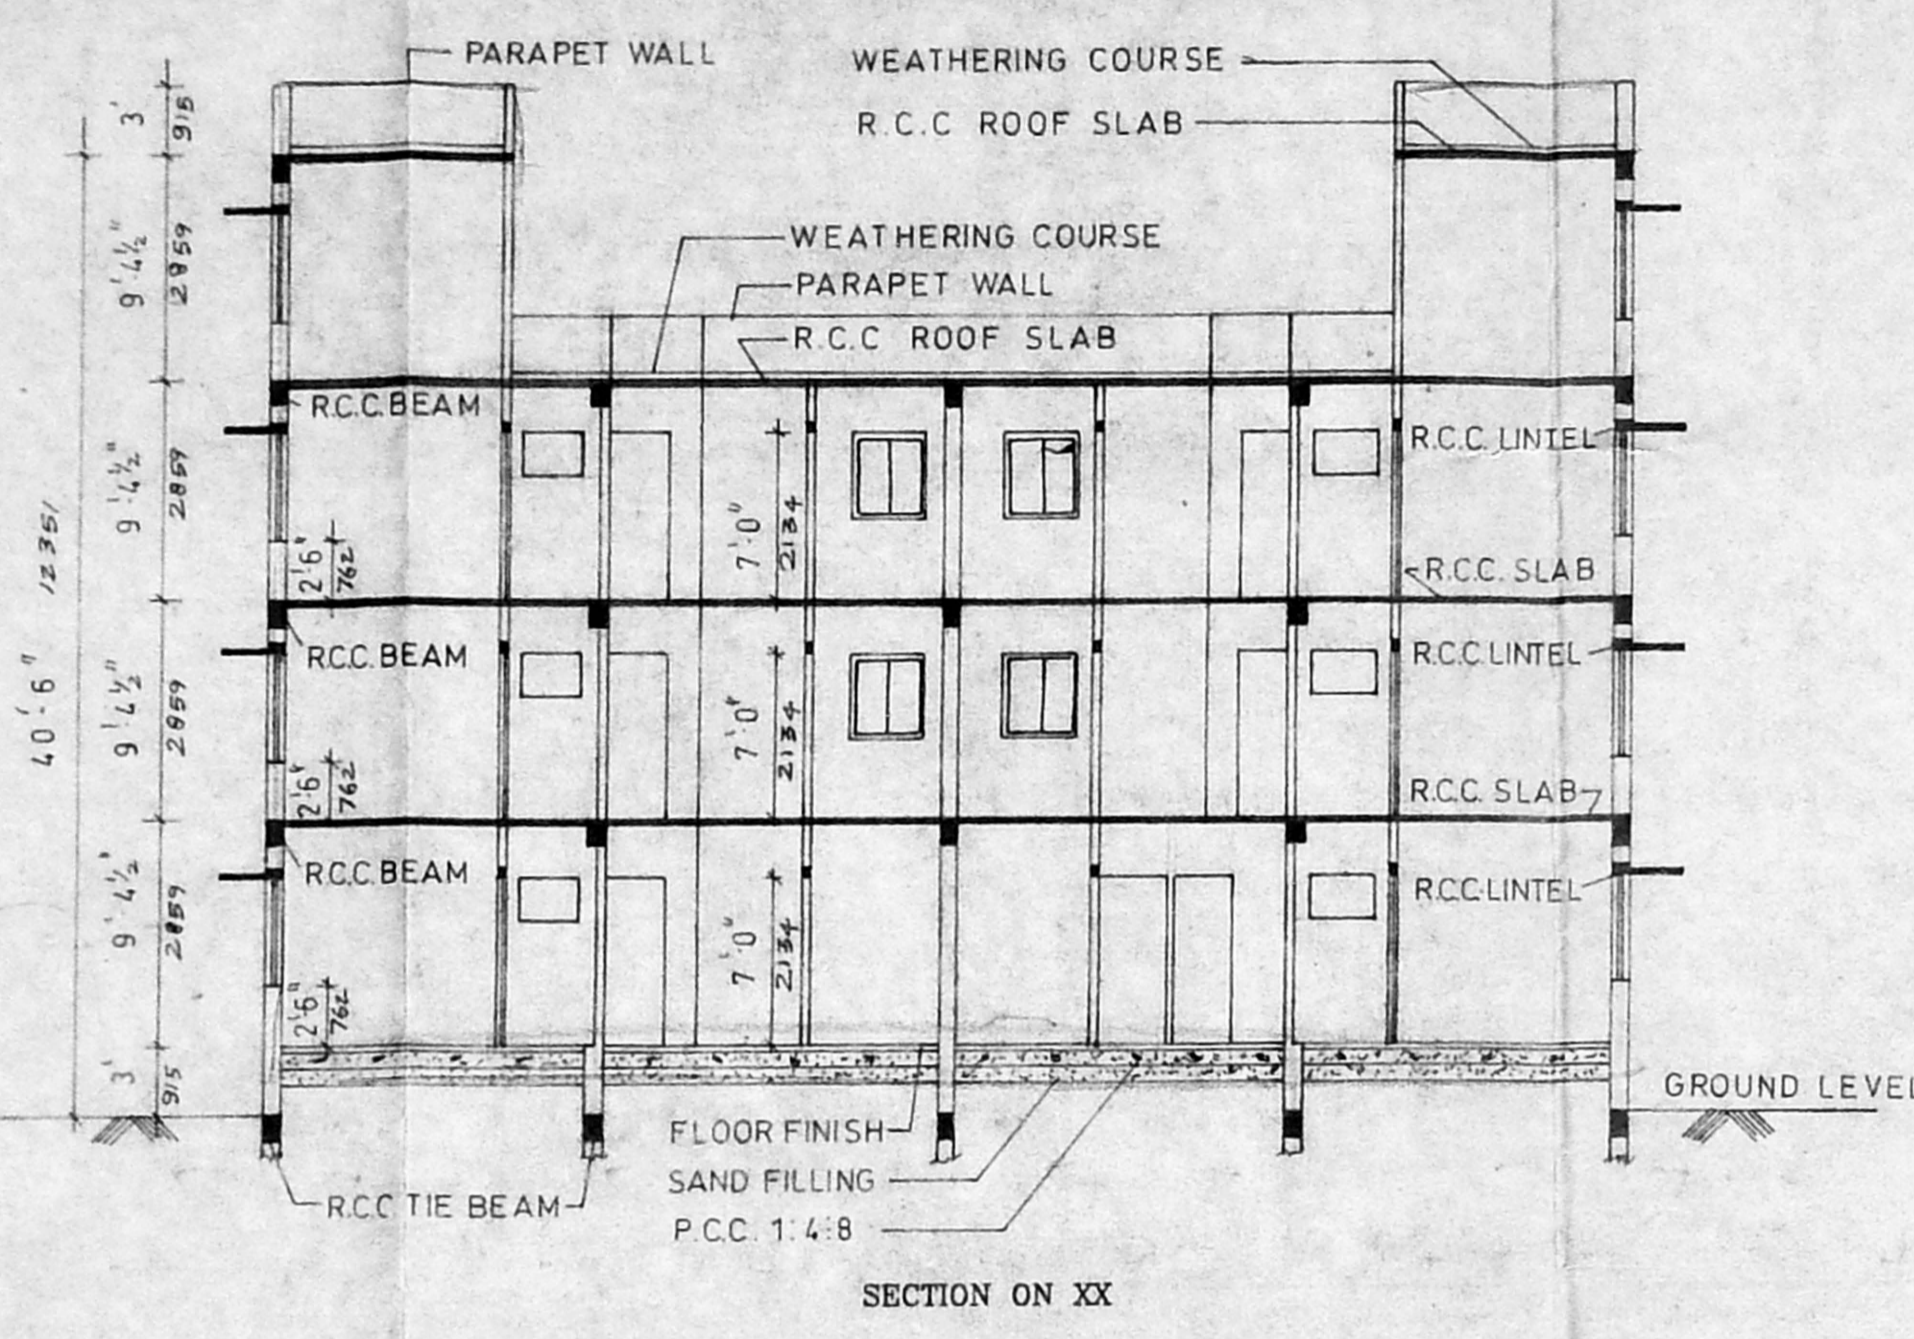 PARAPET WALL
WEATHERING COURSE
R.C.C ROOF SLAB
3' 915
9'4½" 2859
WEATHERING COURSE
PARAPET WALL
R.C.C ROOF SLAB
R.C.C.BEAM
R.C.C. LINTEL
9'4½" 2859
7'-0" 2134
R.C.C. SLAB
2'6" 762
40'-6" 12351
R.C.C. BEAM
R.C.C LINTEL
9'4½" 2859
7'-0" 2134
2'6" 762
R.C.C. SLAB
R.C.C. BEAM
R.C.C.LINTEL
9'-4½" 2859
7'-0" 2134
2'6" 762
3' 915
GROUND LEVEL
FLOOR FINISH
SAND FILLING
P.C.C. 1:4:8
R.C.C TIE BEAM
SECTION ON XX